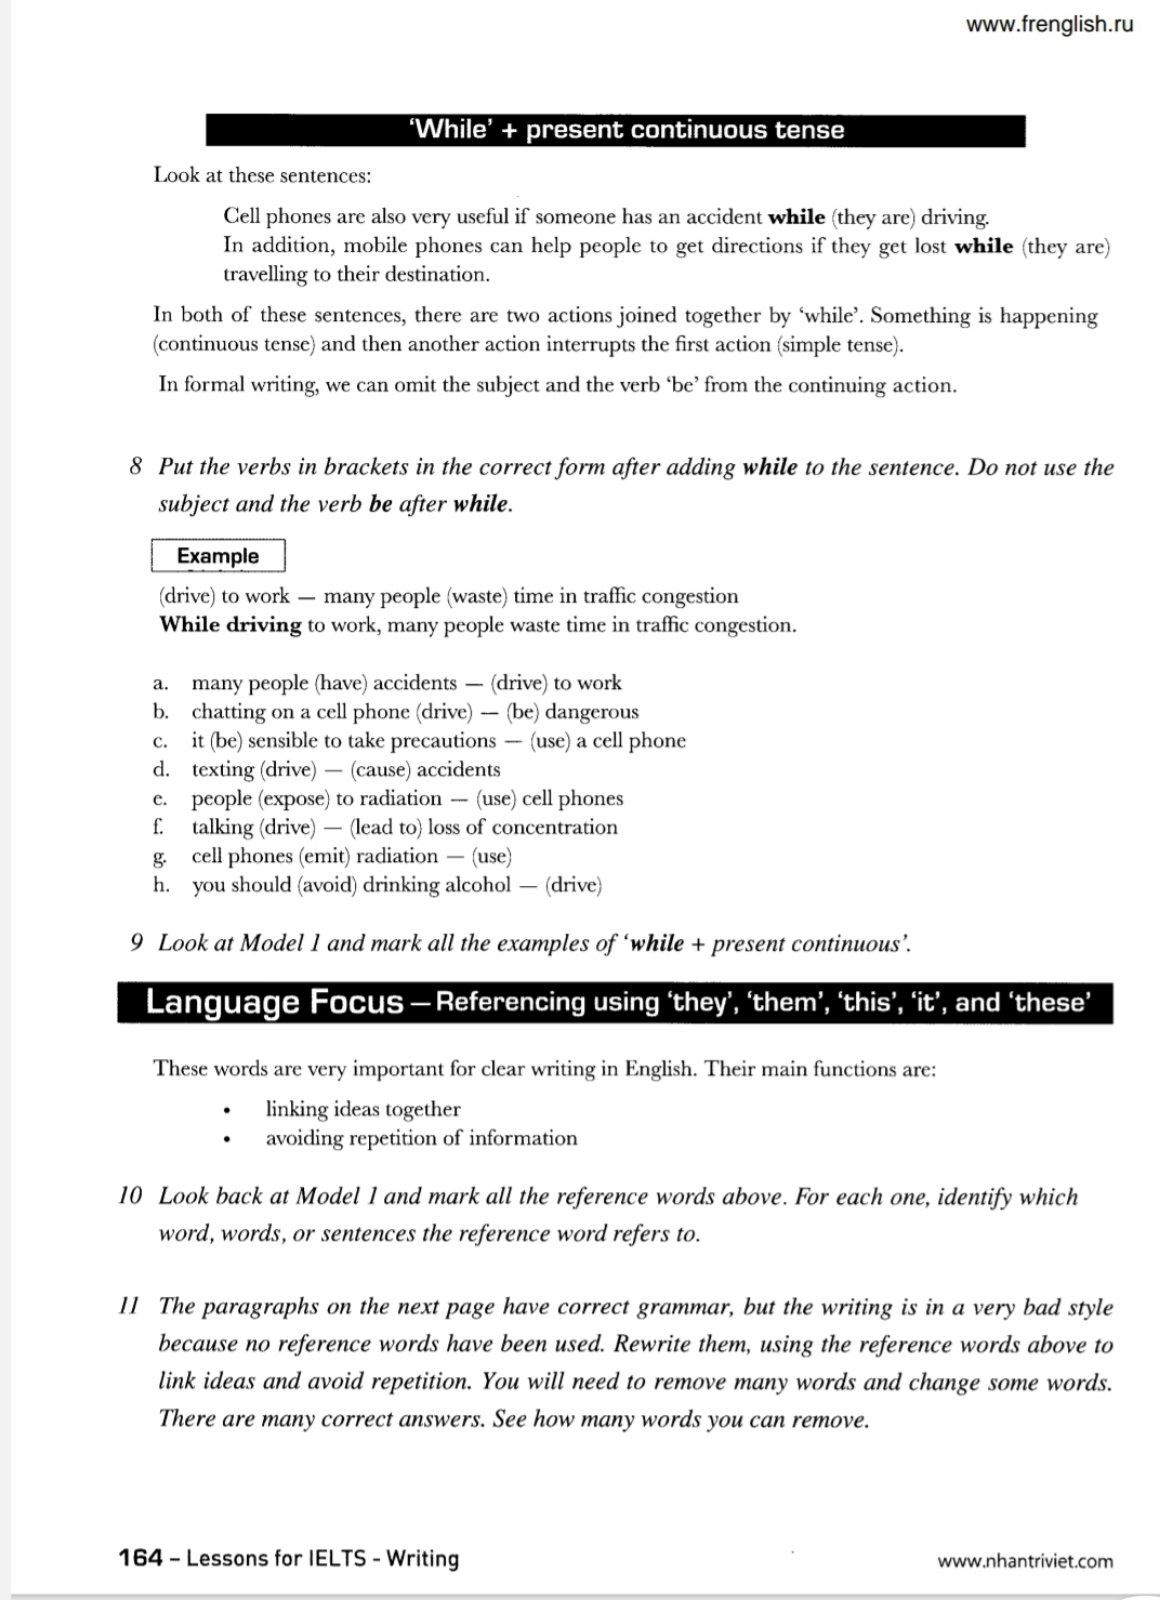 www.frenglish.ru
‘While’ + present continuous tense
Look at these sentences:
Cell phones are also very useful if someone has an accident while (they are) driving.
In addition, mobile phones can help people to get directions if they get lost while (they are)
travelling to their destination.
In both of these sentences, there are two actions joined together by ‘while’. Something is happening
(continuous tense) and then another action interrupts the first action (simple tense).
In formal writing, we can omit the subject and the verb ‘be’ from the continuing action.
8 Put the verbs in brackets in the correct form after adding while to the sentence. Do not use the
subject and the verb be after while.
Example
(drive) to work — many people (waste) time in traffic congestion
While driving to work, many people waste time in traffic congestion.
a. many people (have) accidents — (drive) to work
b. chatting on a cell phone (drive) — (be) dangerous
c. it (be) sensible to take precautions — (use) a cell phone
d. texting (drive) — (cause) accidents
e. people (expose) to radiation — (use) cell phones
f. talking (drive) — (lead to) loss of concentration
g. cell phones (emit) radiation — (use)
h. you should (avoid) drinking alcohol — (drive)
9 Look at Model 1 and mark all the examples of ‘while + present continuous’.
Language Focus – Referencing using ‘they’, ‘them’, ‘this’, ‘it’, and ‘these’
These words are very important for clear writing in English. Their main functions are:
• linking ideas together
• avoiding repetition of information
10 Look back at Model 1 and mark all the reference words above. For each one, identify which
word, words, or sentences the reference word refers to.
11 The paragraphs on the next page have correct grammar, but the writing is in a very bad style
because no reference words have been used. Rewrite them, using the reference words above to
link ideas and avoid repetition. You will need to remove many words and change some words.
There are many correct answers. See how many words you can remove.
164 – Lessons for IELTS - Writing
www.nhantriviet.com